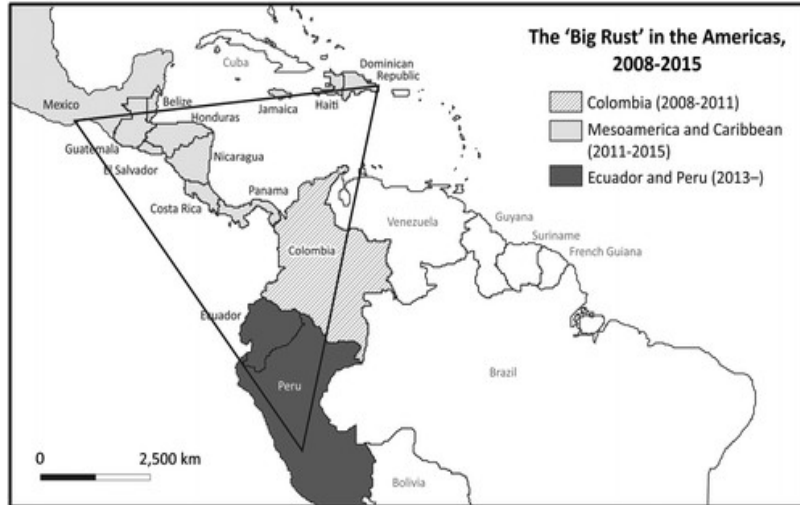 The 'Big Rust' in the Americas,
2008-2015
Colombia (2008-2011)
Mesoamerica and Caribbean
(2011-2015)
Ecuador and Peru (2013–)
Cuba
Dominican
Republic
Mexico
Belize
Jamaica
Haiti
Honduras
Guatemala
El Salvador
Nicaragua
Panama
Costa Rica
Venezuela
Guyana
Suriname
French Guiana
Colombia
Ecuador
Peru
Brazil
Bolivia
0 2,500 km